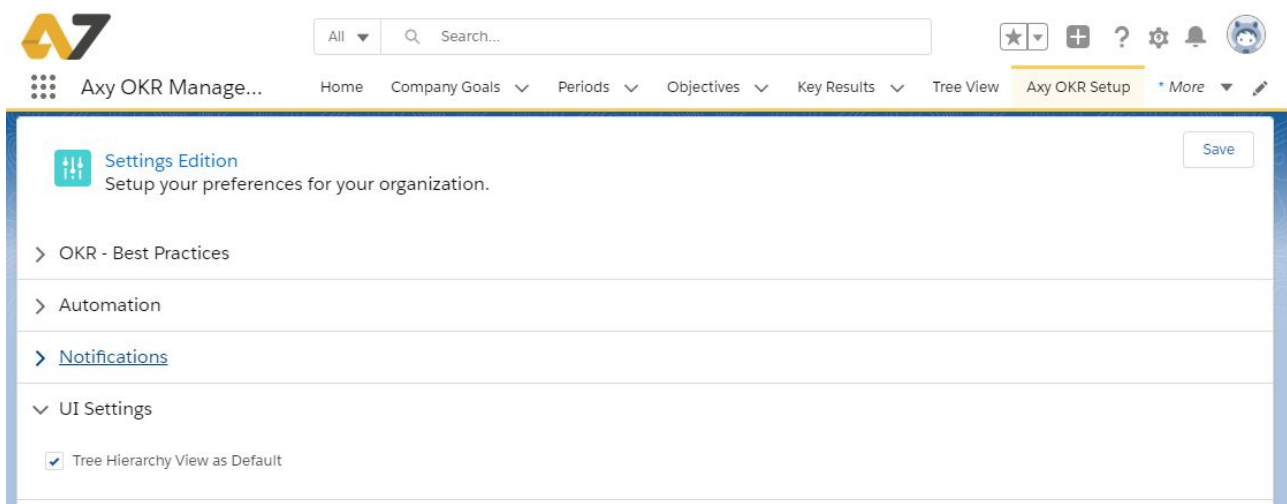 A7
All Search...
Axy OKR Manage... Home Company Goals Periods Objectives Key Results Tree View Axy OKR Setup * More
Settings Edition
Setup your preferences for your organization.
Save
OKR - Best Practices
Automation
Notifications
UI Settings
Tree Hierarchy View as Default